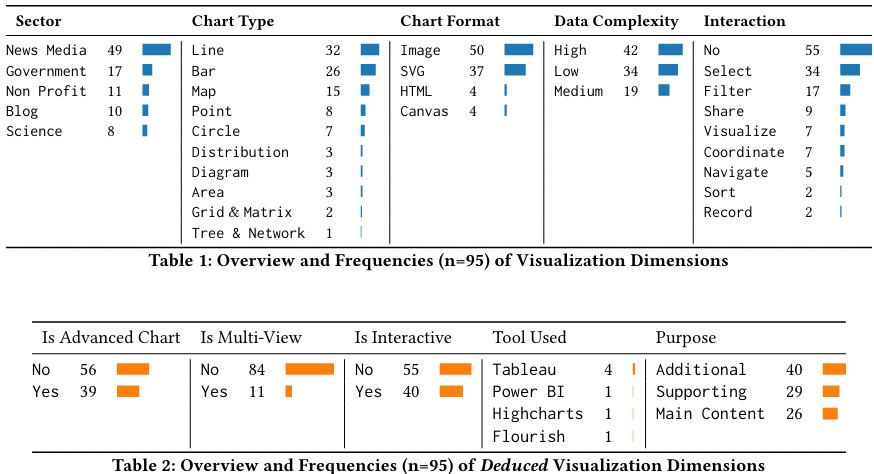 Sector Chart Type Chart Format Data Complexity Interaction
News Media 49 Line 32 Image 50 High 42 No 55
Government 17 Bar 26 SVG 37 Low 34 Select 34
Non Profit 11 Map 15 HTML 4 Medium 19 Filter 17
Blog 10 Point 8 Canvas 4 Share 9
Science 8 Circle 7 Visualize 7
Distribution 3 Coordinate 7
Diagram 3 Navigate 5
Area 3 Sort 2
Grid & Matrix 2 Record 2
Tree & Network 1
Table 1: Overview and Frequencies (n=95) of Visualization Dimensions
Is Advanced Chart Is Multi-View Is Interactive Tool Used Purpose
No 56 No 84 No 55 Tableau 4 Additional 40
Yes 39 Yes 11 Yes 40 Power BI 1 Supporting 29
Highcharts 1 Main Content 26
Flourish 1
Table 2: Overview and Frequencies (n=95) of Deduced Visualization Dimensions